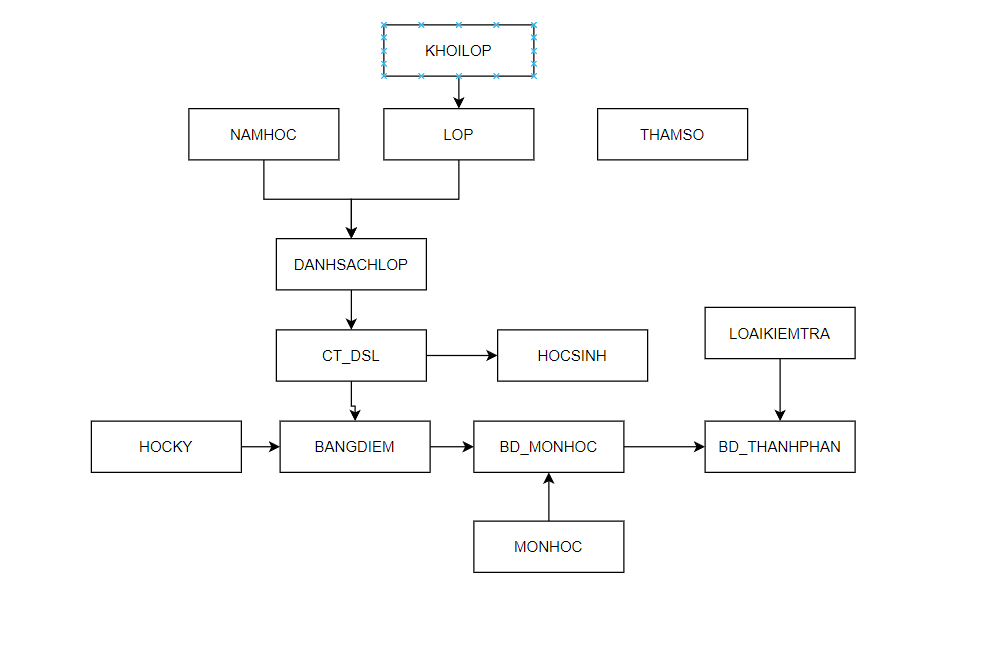 KHOILOP
NAMHOC
LOP
THAMSO
DANHSACHLOP
LOAIKIEMTRA
CT_DSL
HOCSINH
HOCKY
BANGDIEM
BD_MONHOC
BD_THANHPHAN
MONHOC